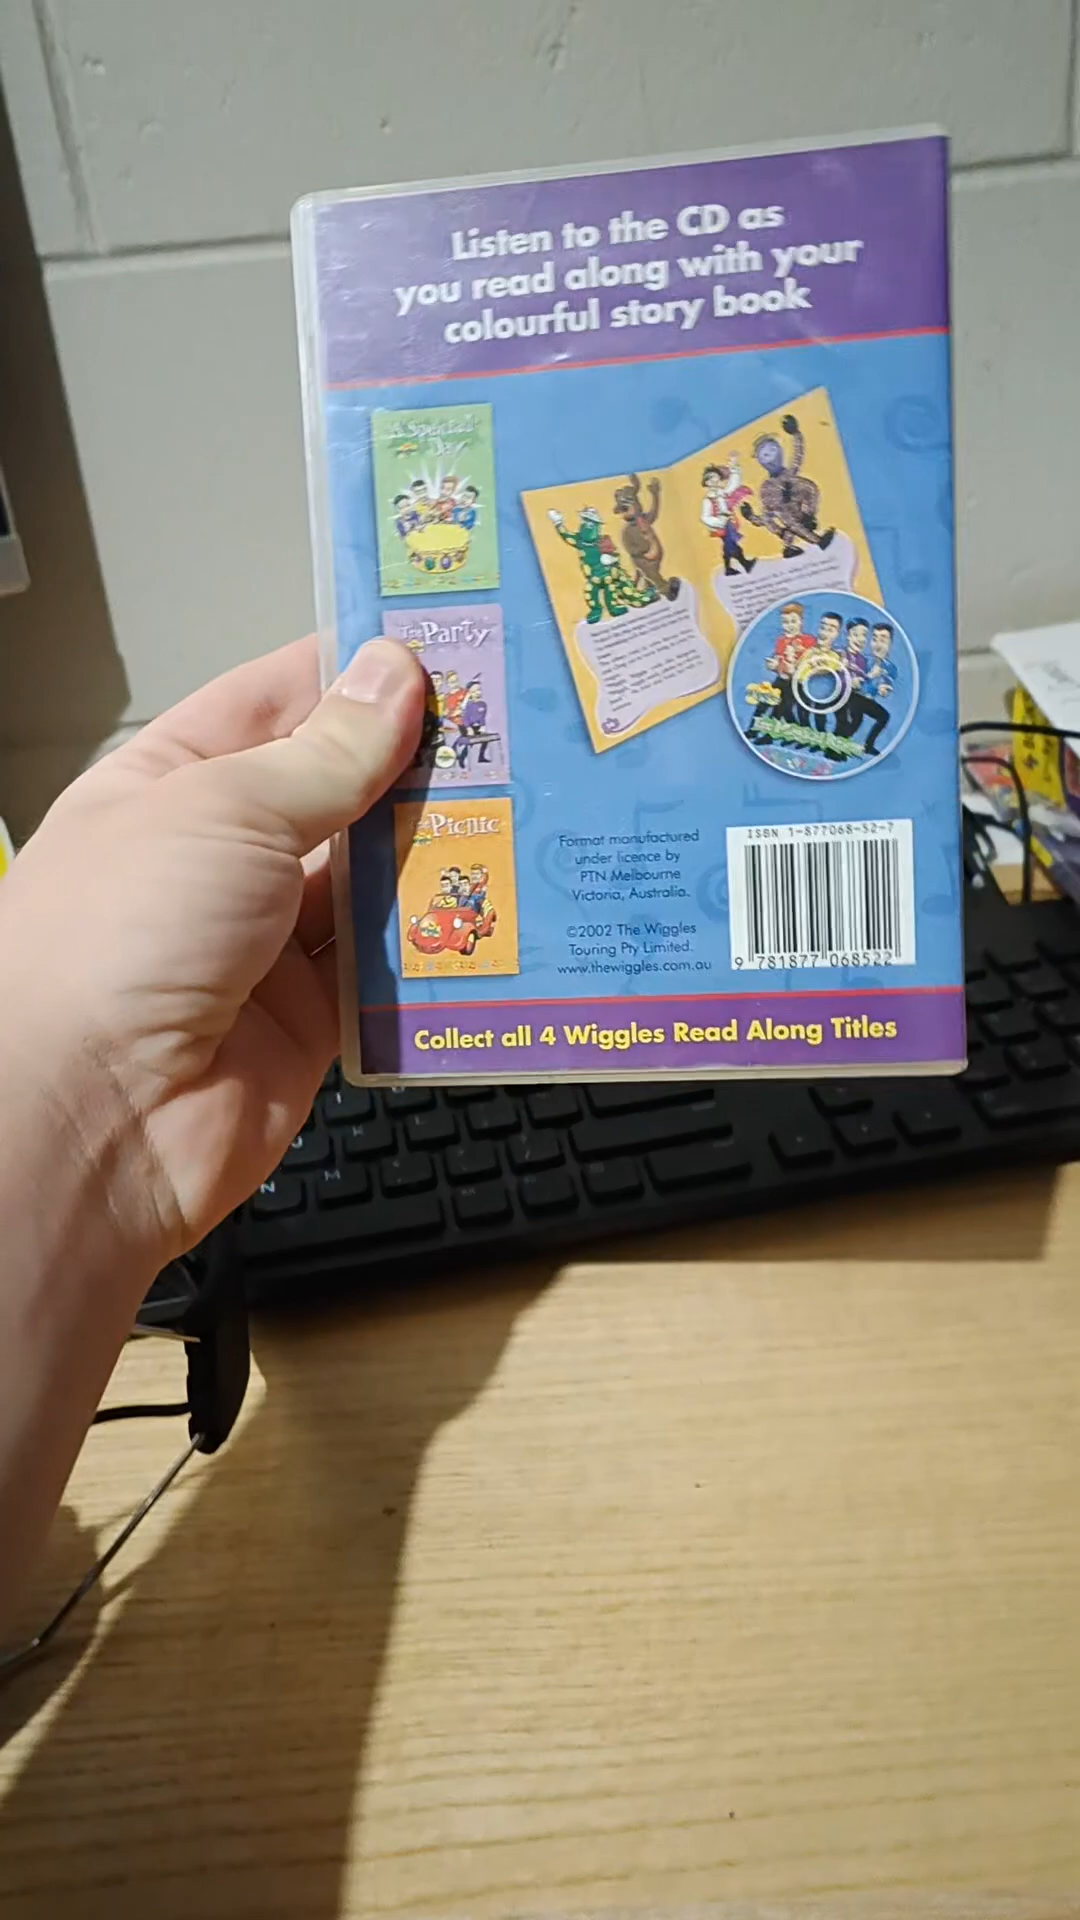 Listen to the CD as
you read along with your
colourful story book
A Special
Day
The Party
Picnic
ISBN 1-877068-52-7
Format manufactured
under licence by
PTN Melbourne
Victoria, Australia.
©2002 The Wiggles
Touring Pty Limited.
www.thewiggles.com.au
9 781877 068522
Collect all 4 Wiggles Read Along Titles
N
M